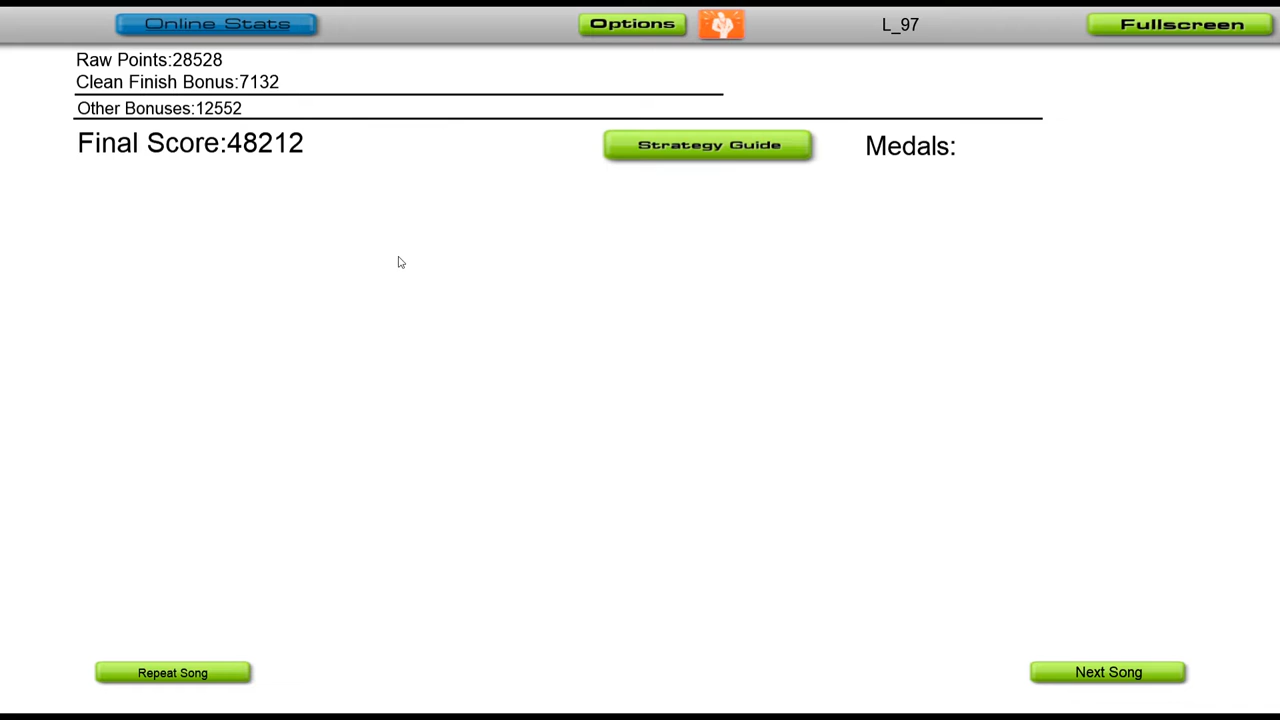 Online Stats Options L_97 Fullscreen
Raw Points:28528
Clean Finish Bonus:7132
Other Bonuses:12552
Final Score:48212 Strategy Guide Medals:
Repeat Song Next Song